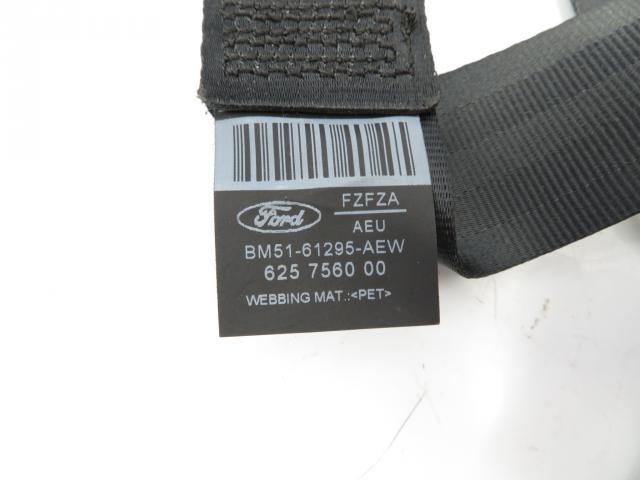 Ford
FZFZA
AEU
BM51-61295-AEW
625 7560 00
WEBBING MAT.:<PET>